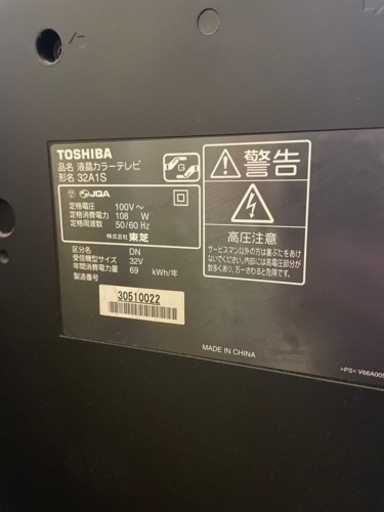 TOSHIBA
品名 液晶カラーテレビ
形名 32A1S
JQA
定格電圧 100V～
定格消費電力 108 W
定格周波数 50/60 Hz
株式会社 東芝
区分名 DN
受信機型サイズ 32V
年間消費電力量 69 kWh/年
製造番号
30510022
G
警告
高圧注意
サービスマン以外の方は裏ぶたをあけ
ないでください。内部には高電圧部分が
数多くあり、万一さわると危険です。
MADE IN CHINA
>PS< V66A00